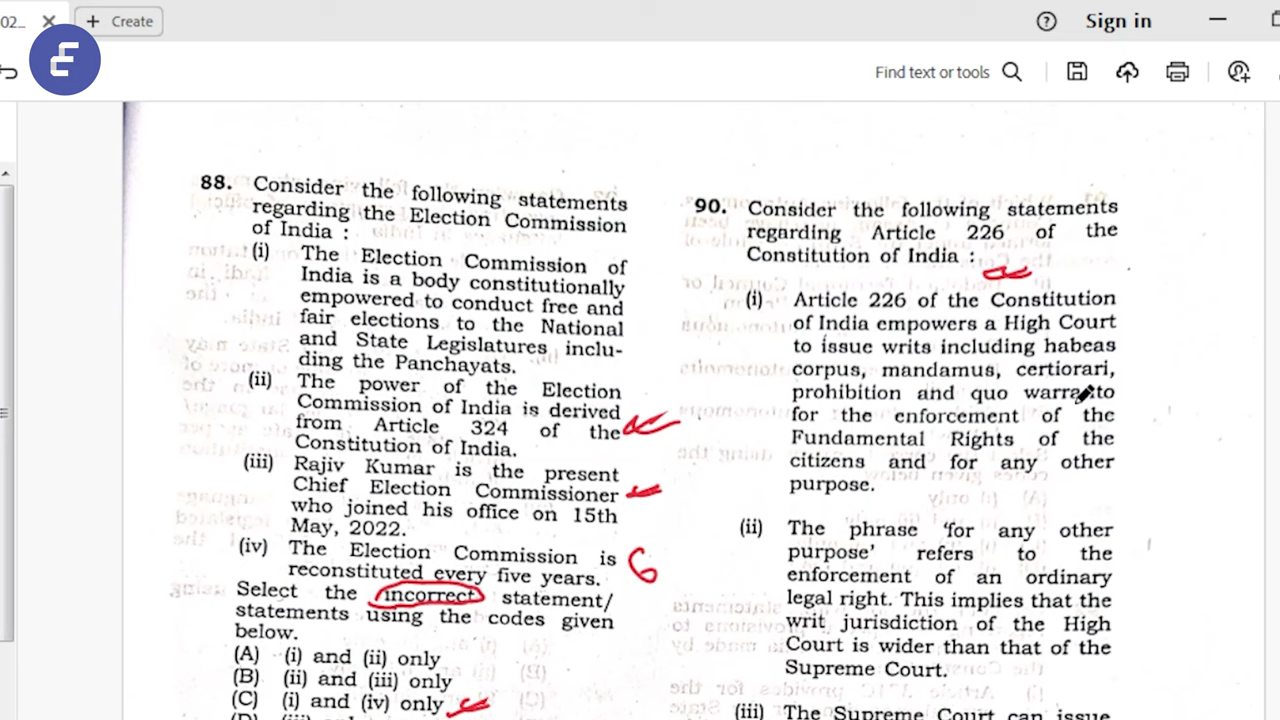 02...
+ Create
Sign in
Find text or tools
E
88. Consider the following statements
regarding the Election Commission
of India :
(i) The Election Commission of
India is a body constitutionally
empowered to conduct free and
fair elections to the National
and State Legislatures inclu-
ding the Panchayats.
(ii) The power of the Election
Commission of India is derived
from Article 324 of the
Constitution of India.
(iii) Rajiv Kumar is the present
Chief Election Commissioner
who joined his office on 15th
May, 2022.
(iv) The Election Commission is
reconstituted every five years.
6
Select the incorrect statement/
statements using the codes given
below.
(A) (i) and (ii) only
(B) (ii) and (iii) only
(C) (i) and (iv) only
90. Consider the following statements
regarding Article 226 of the
Constitution of India :
(i) Article 226 of the Constitution
of India empowers a High Court
to issue writs including habeas
corpus, mandamus, certiorari,
prohibition and quo warranto
for the enforcement of the
Fundamental Rights of the
citizens and for any other
purpose.
(ii) The phrase 'for any other
purpose' refers to the
enforcement of an ordinary
legal right. This implies that the
writ jurisdiction of the High
Court is wider than that of the
Supreme Court.
(iii) The Supreme Court can issue